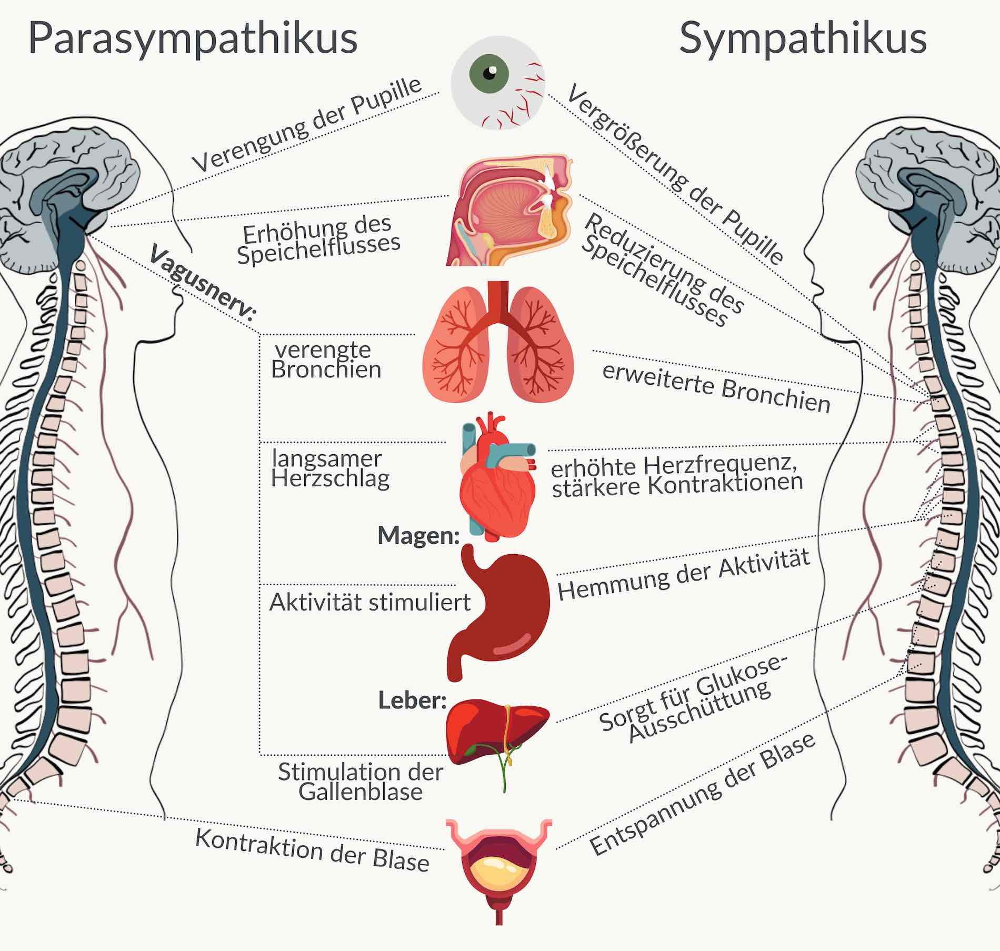 Parasympathikus
Sympathikus
Verengung der Pupille
Vergrößerung der Pupille
Erhöhung des
Speichelflusses
Reduzierung des
Speichelflusses
Vagusnerv:
verengte
Bronchien
erweiterte Bronchien
langsamer
Herzschlag
erhöhte Herzfrequenz,
stärkere Kontraktionen
Magen:
Aktivität stimuliert
Hemmung der Aktivität
Leber:
Sorgt für Glukose-
Ausschüttung
Stimulation der
Gallenblase
Kontraktion der Blase
Entspannung der Blase